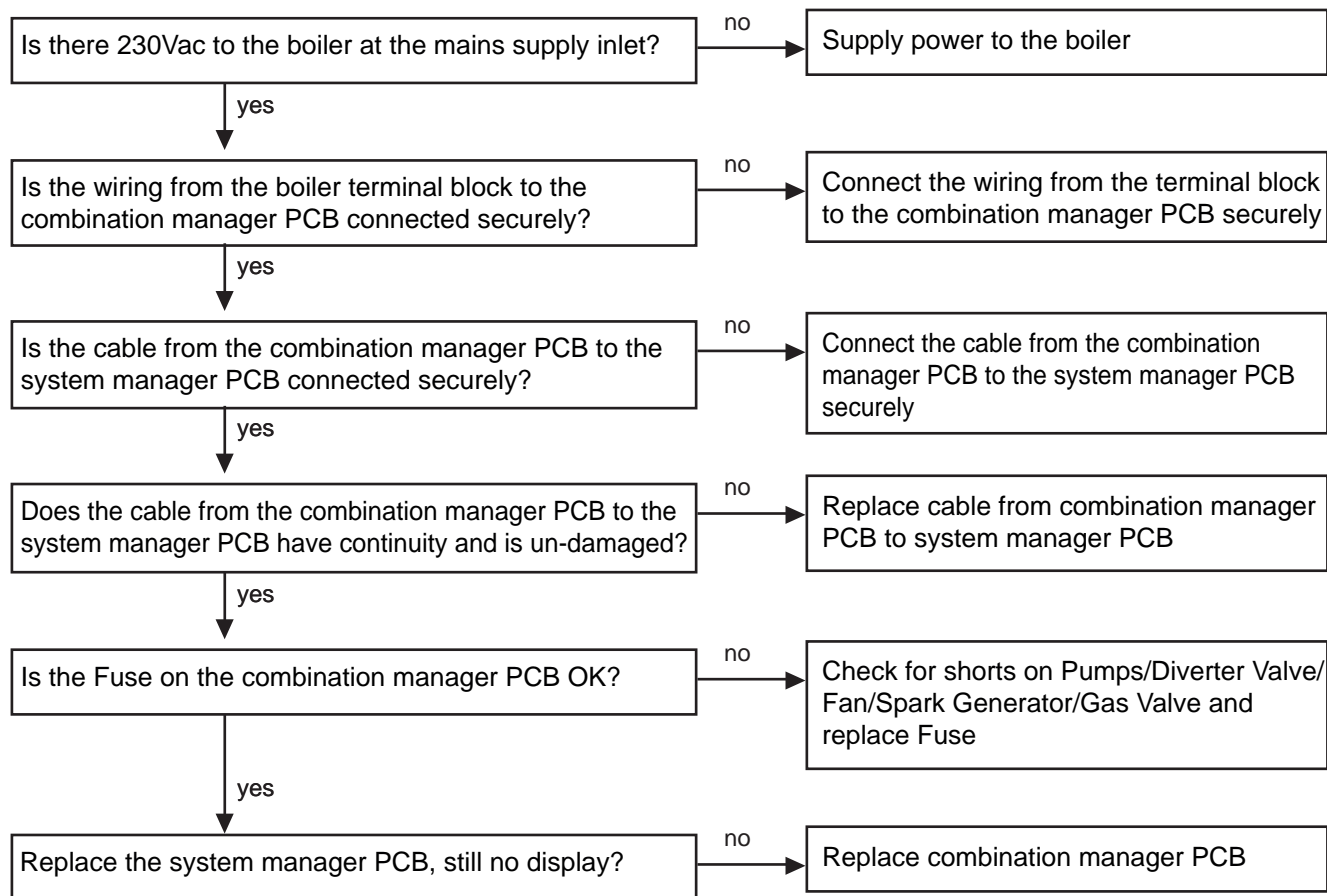 Is there 230Vac to the boiler at the mains supply inlet?
no
Supply power to the boiler
yes
Is the wiring from the boiler terminal block to the
combination manager PCB connected securely?
no
Connect the wiring from the terminal block
to the combination manager PCB securely
yes
Is the cable from the combination manager PCB to the
system manager PCB connected securely?
no
Connect the cable from the combination
manager PCB to the system manager PCB
securely
yes
Does the cable from the combination manager PCB to the
system manager PCB have continuity and is un-damaged?
no
Replace cable from combination manager
PCB to system manager PCB
yes
Is the Fuse on the combination manager PCB OK?
no
Check for shorts on Pumps/Diverter Valve/
Fan/Spark Generator/Gas Valve and
replace Fuse
yes
Replace the system manager PCB, still no display?
no
Replace combination manager PCB